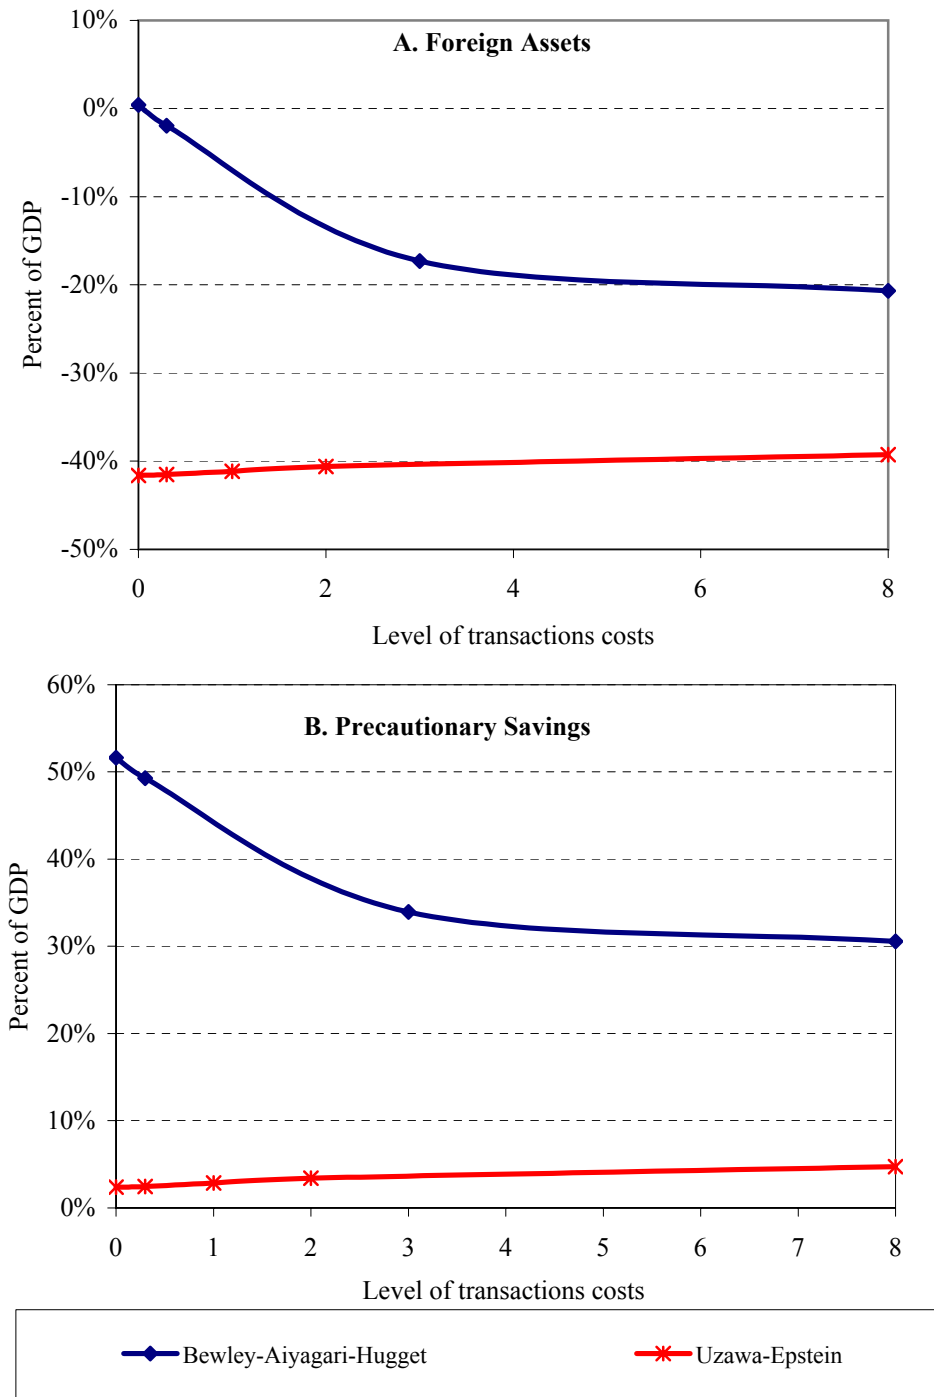 A. Foreign Assets
10%
0%
-10%
-20%
-30%
-40%
-50%
Percent of GDP
0 2 4 6 8
Level of transactions costs
B. Precautionary Savings
60%
50%
40%
30%
20%
10%
0%
Percent of GDP
0 1 2 3 4 5 6 7 8
Level of transactions costs
Bewley-Aiyagari-Hugget Uzawa-Epstein